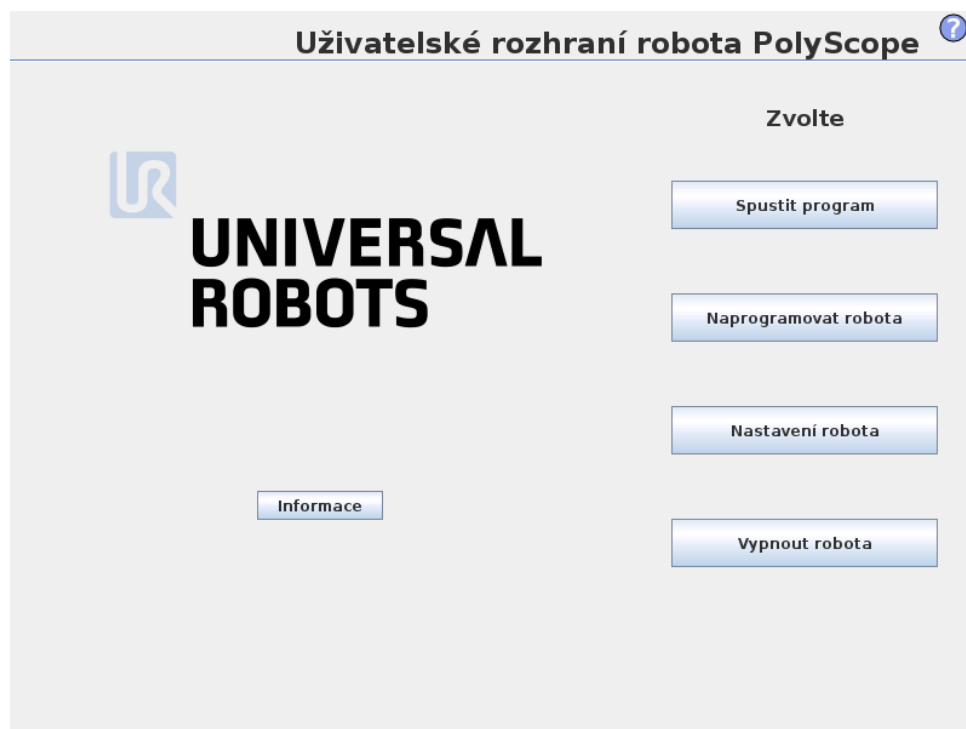 Uživatelské rozhraní robota PolyScope ?
Zvolte
UR
UNIVERSAL
ROBOTS
Spustit program
Naprogramovat robota
Nastavení robota
Informace
Vypnout robota